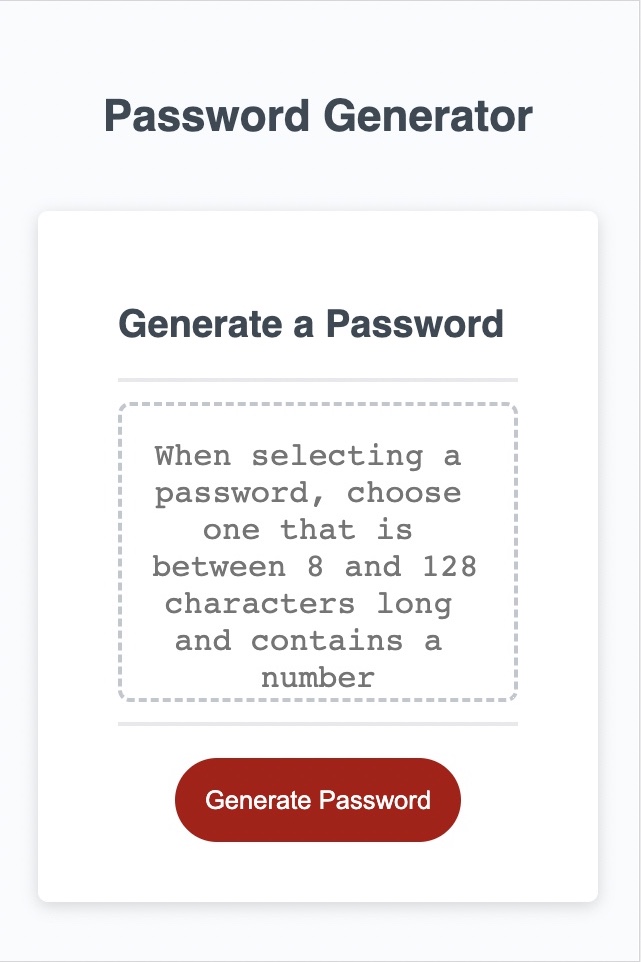 Password Generator
Generate a Password
When selecting a
password, choose
one that is
between 8 and 128
characters long
and contains a
number
Generate Password